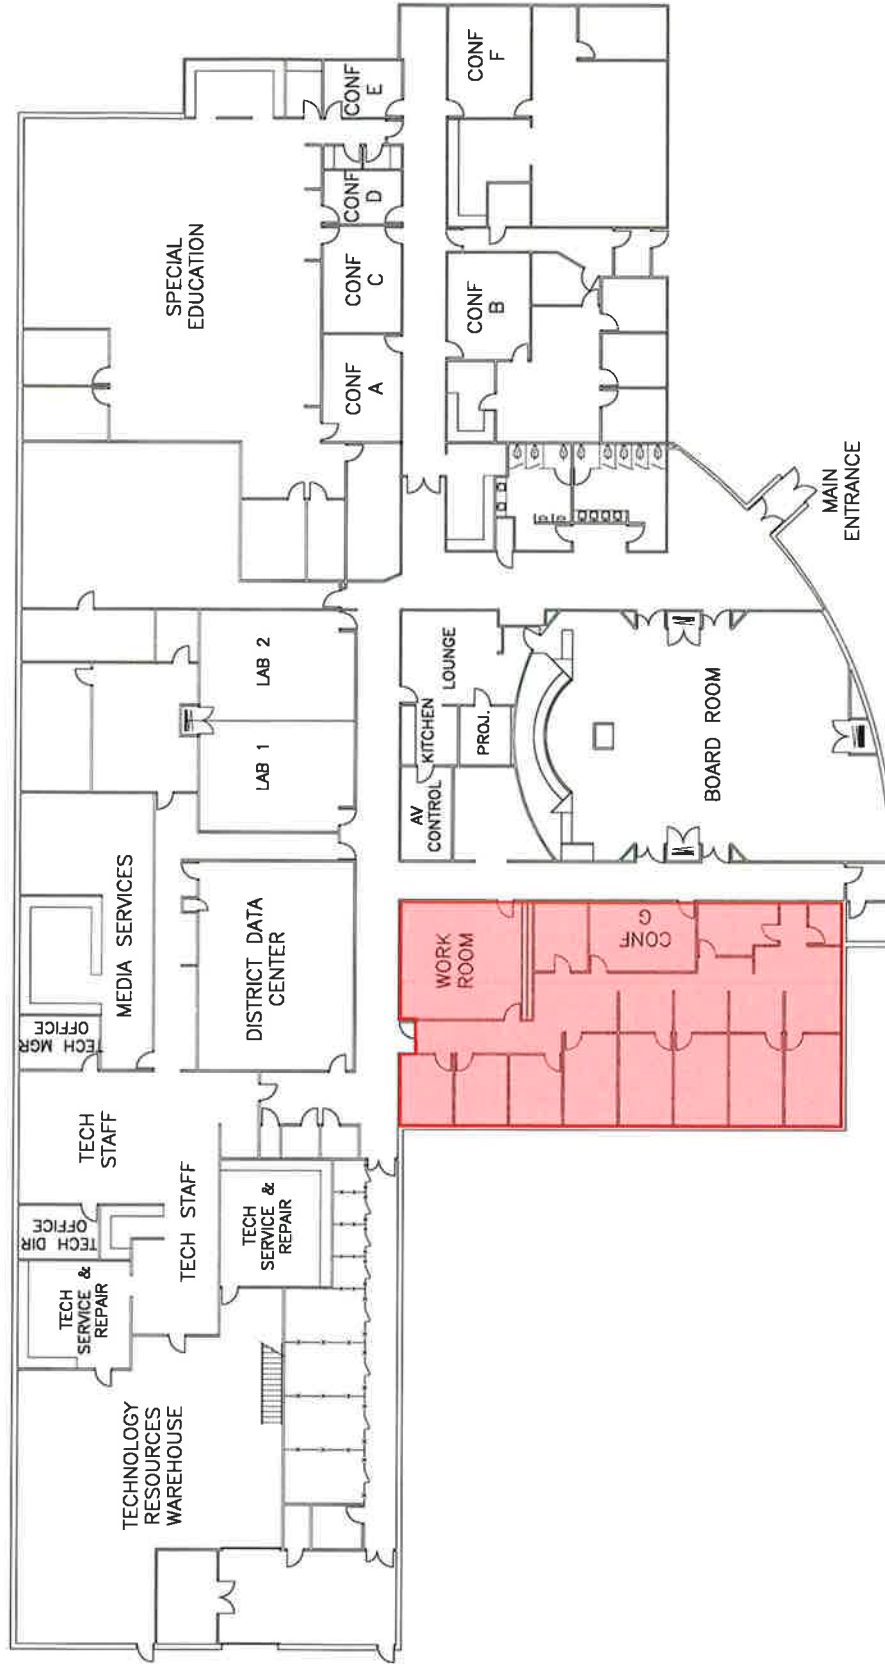 CONF
F
CONF
E
CONF
D
SPECIAL
EDUCATION
CONF
C
CONF
B
CONF
A
MAIN
ENTRANCE
LAB 2
LOUNGE
LAB 1
KITCHEN
PROJ.
BOARD ROOM
AV
CONTROL
MEDIA SERVICES
DISTRICT DATA
CENTER
WORK
ROOM
CONF
G
TECH MGR
OFFICE
TECH
STAFF
TECH STAFF
TECH DIR
OFFICE
TECH
SERVICE &
REPAIR
TECH
SERVICE &
REPAIR
TECHNOLOGY
RESOURCES
WAREHOUSE